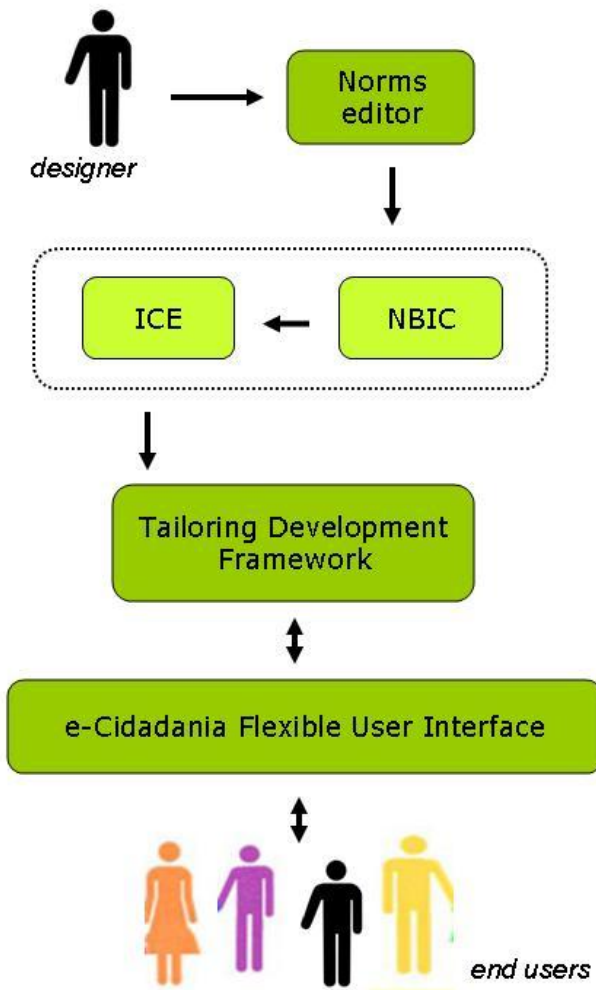 Norms
editor
designer
ICE
NBIC
Tailoring Development
Framework
e-Cidadania Flexible User Interface
end users